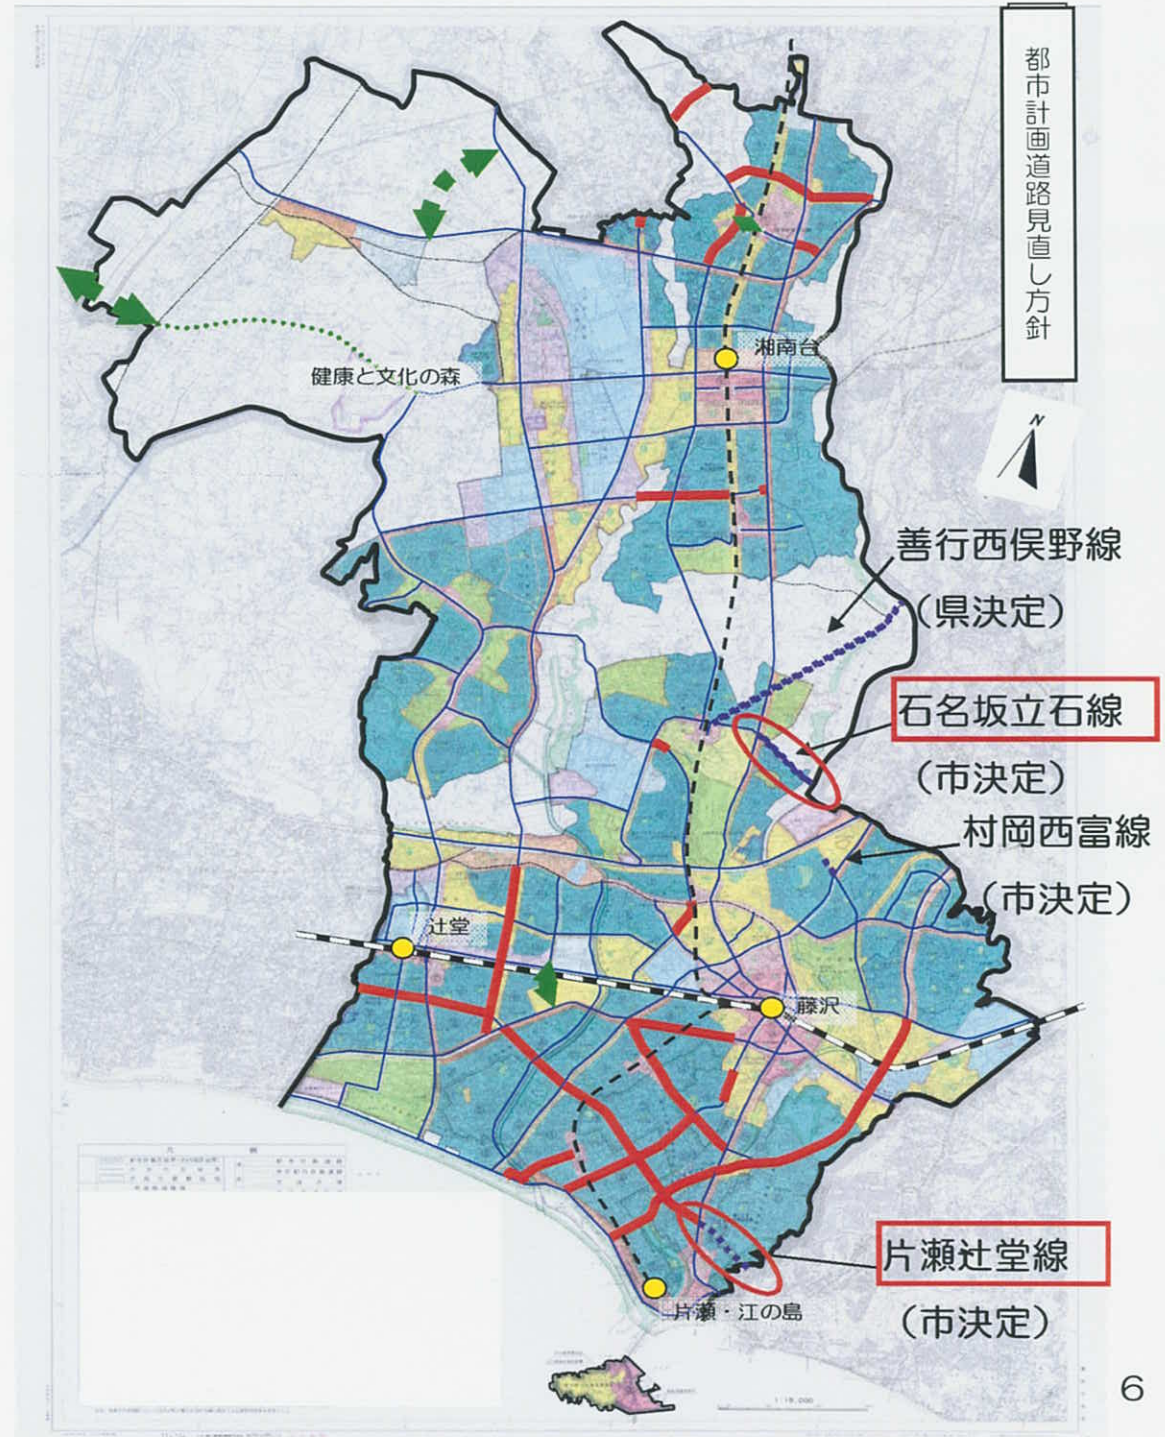 都市計画道路見直し方針
N
湘南台
健康と文化の森
善行西俣野線
（県決定）
石名坂立石線
（市決定）
村岡西富線
（市決定）
辻堂
藤沢
片瀬辻堂線
（市決定）
片瀬・江の島
6